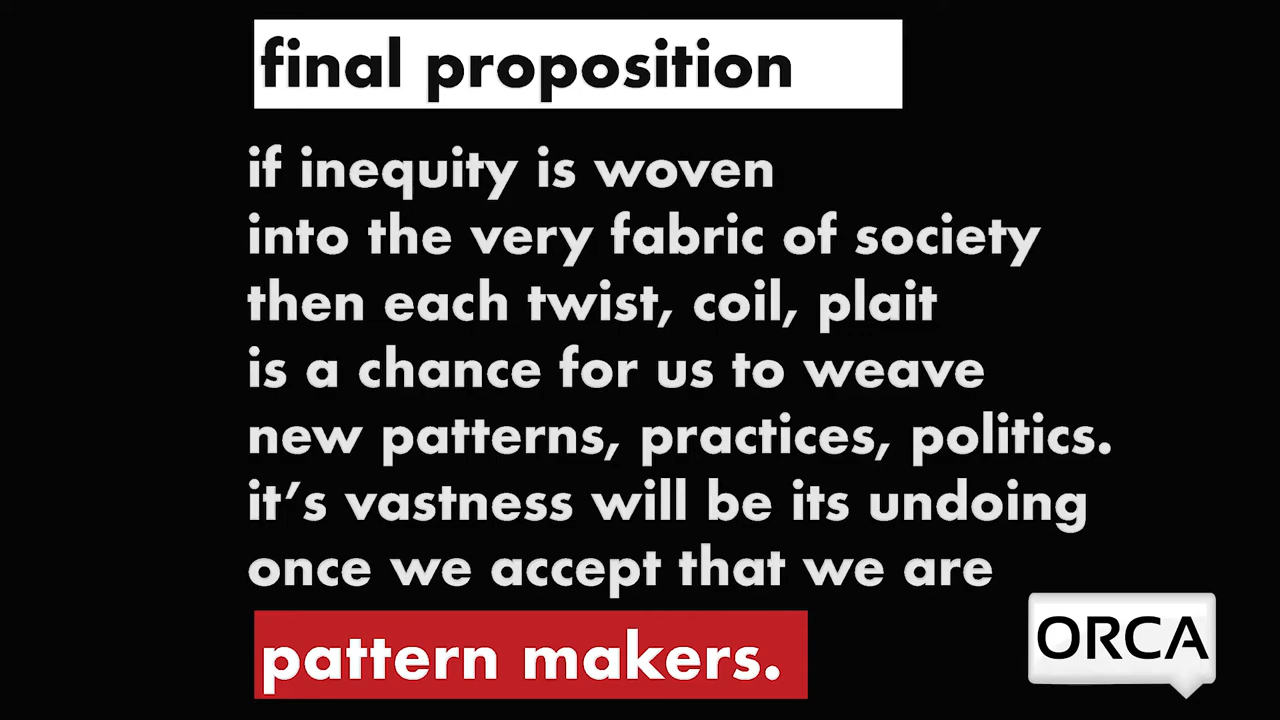 final proposition
if inequity is woven
into the very fabric of society
then each twist, coil, plait
is a chance for us to weave
new patterns, practices, politics.
it’s vastness will be its undoing
once we accept that we are
pattern makers.
ORCA